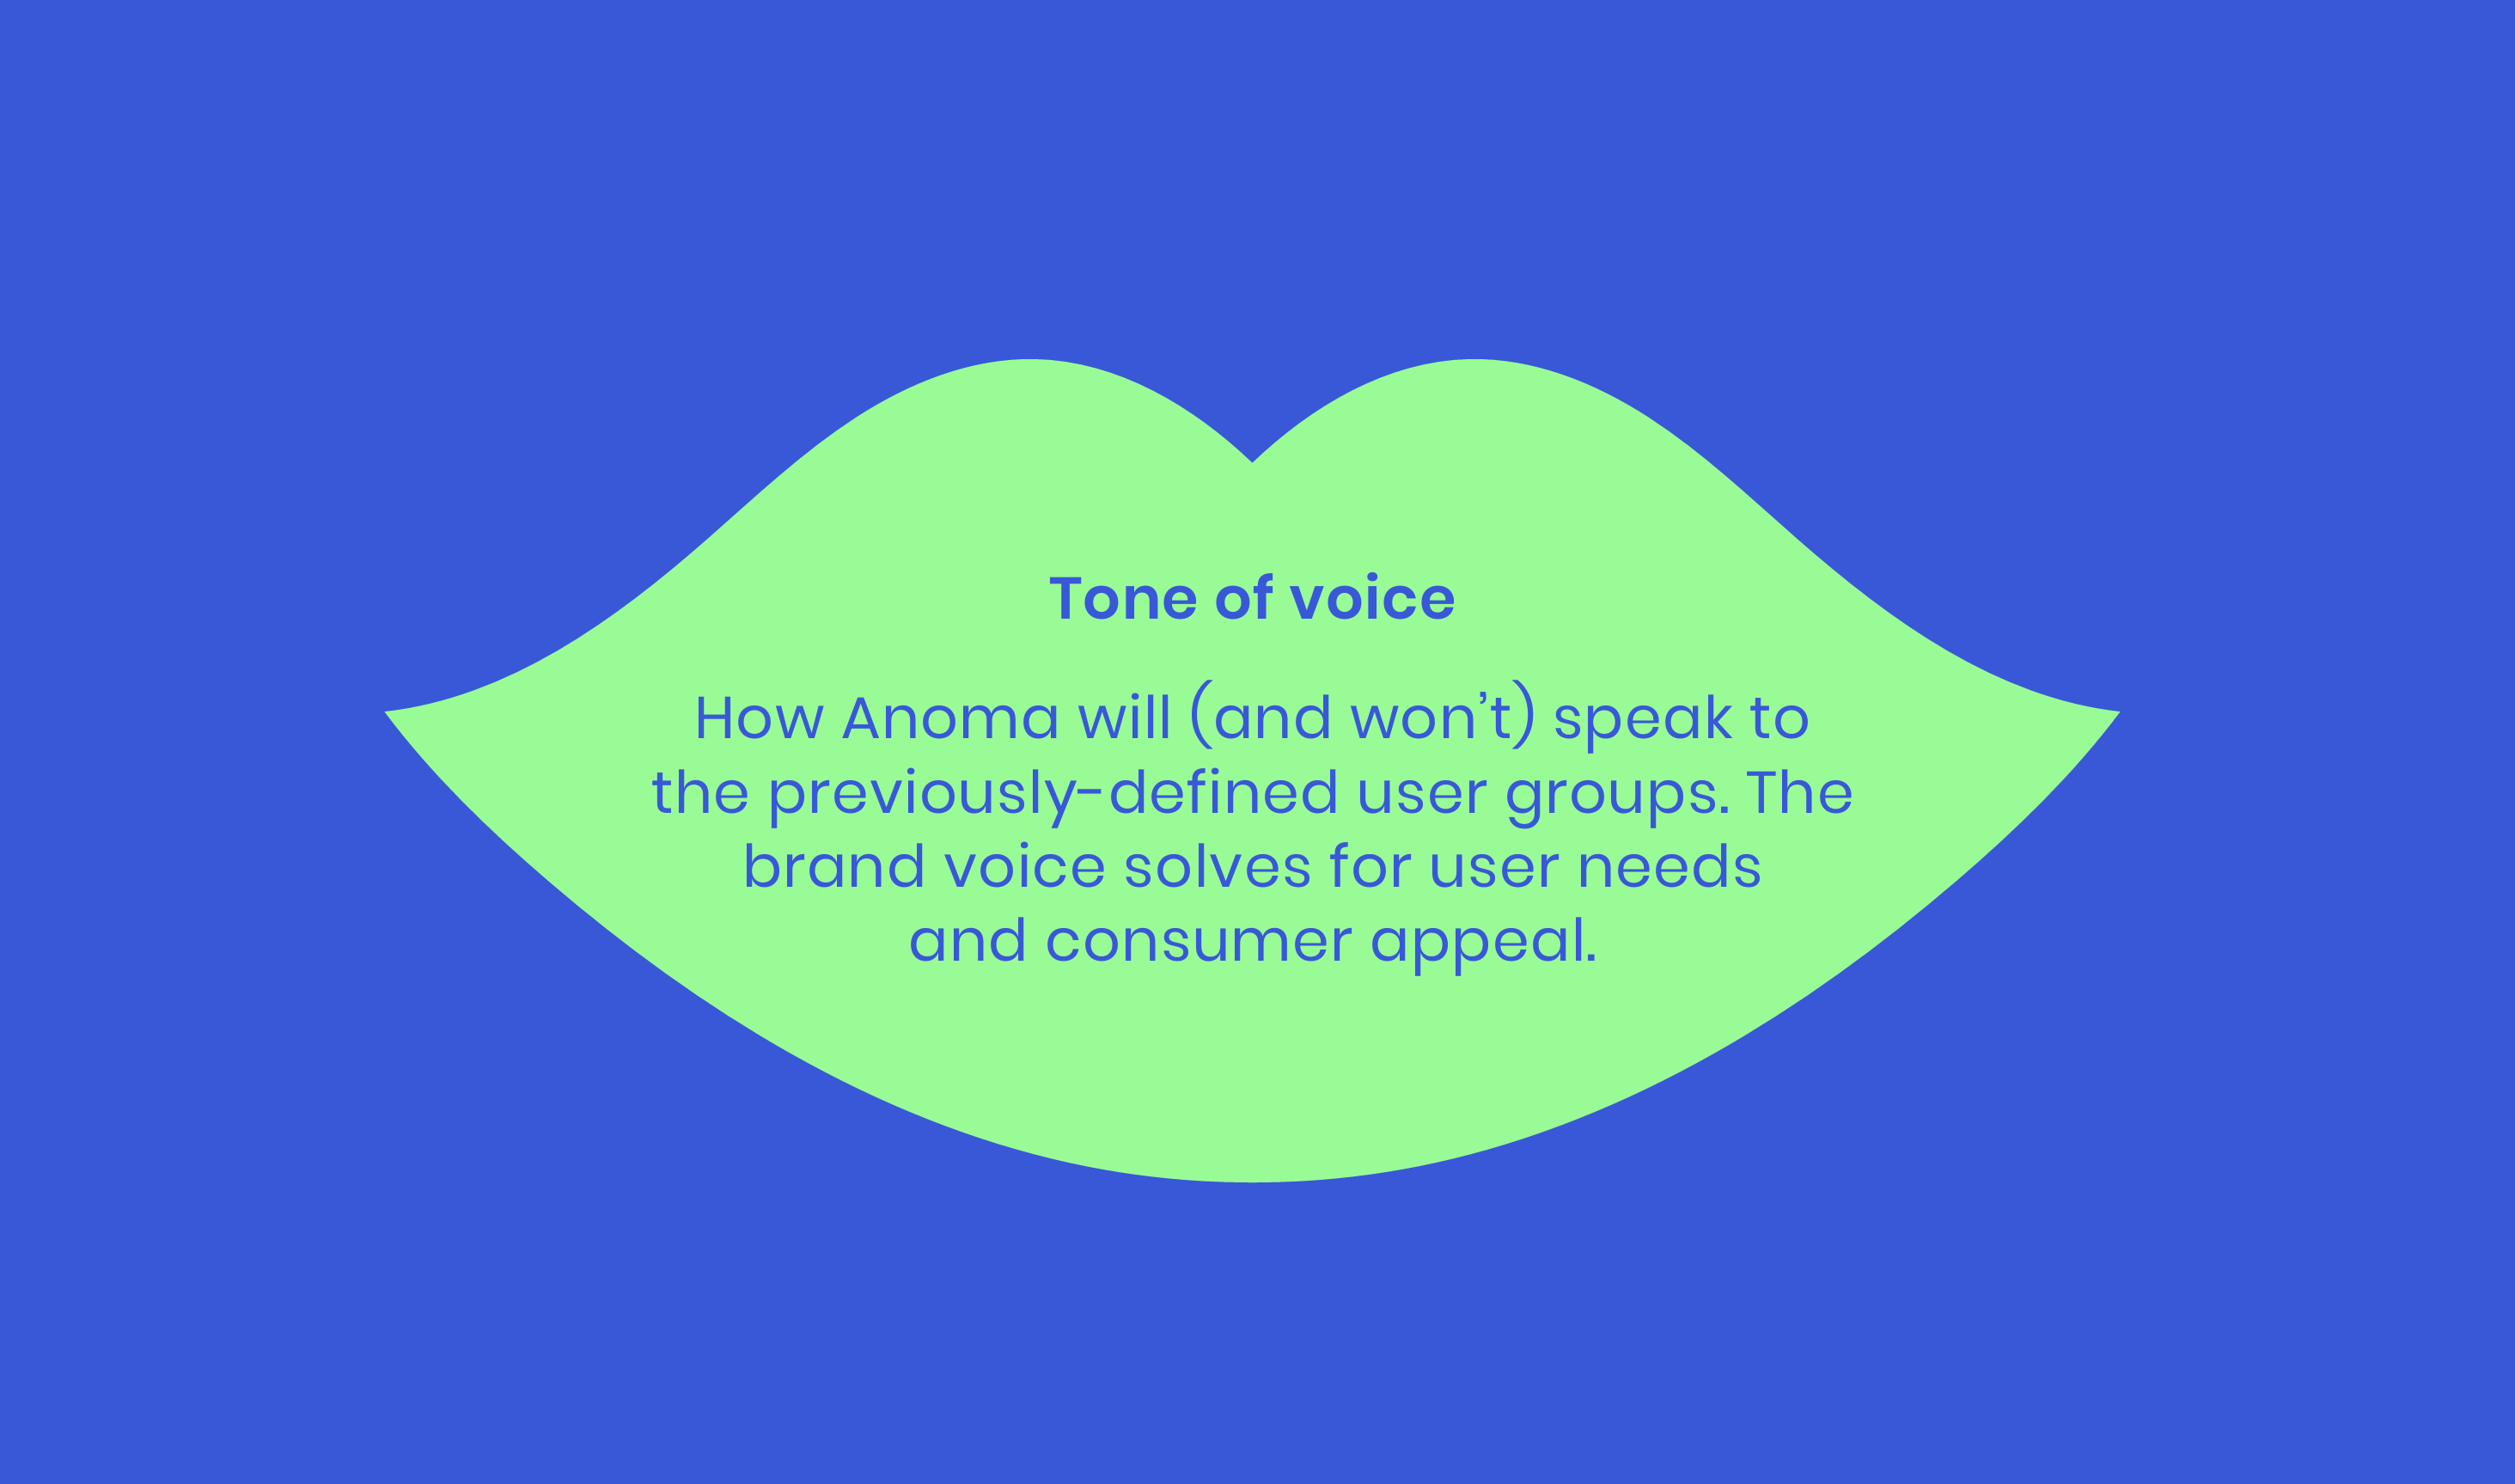 Tone of voice
How Anoma will (and won’t) speak to
the previously-defined user groups. The
brand voice solves for user needs
and consumer appeal.